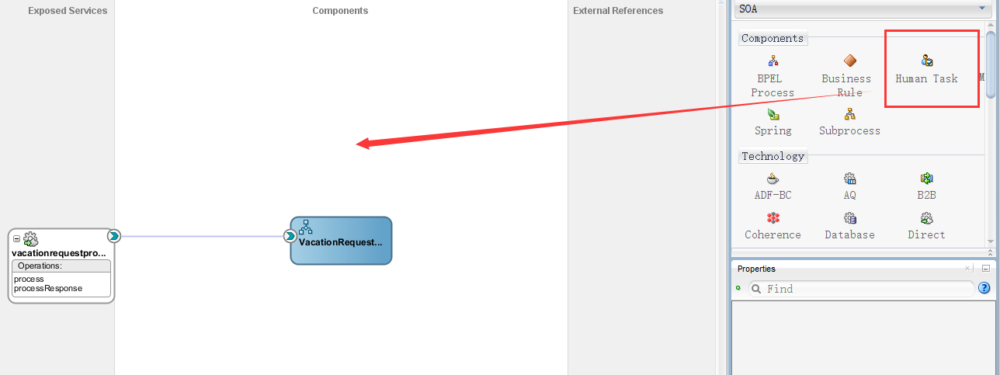 Exposed Services
Components
External References
SOA
Components
BPEL
Process
Business
Rule
Human Task
M
Spring
Subprocess
Technology
ADF-BC
AQ
B2B
Coherence
Database
Direct
vacationrequestpro...
Operations:
process
processResponse
VacationRequest...
Properties
Find
?